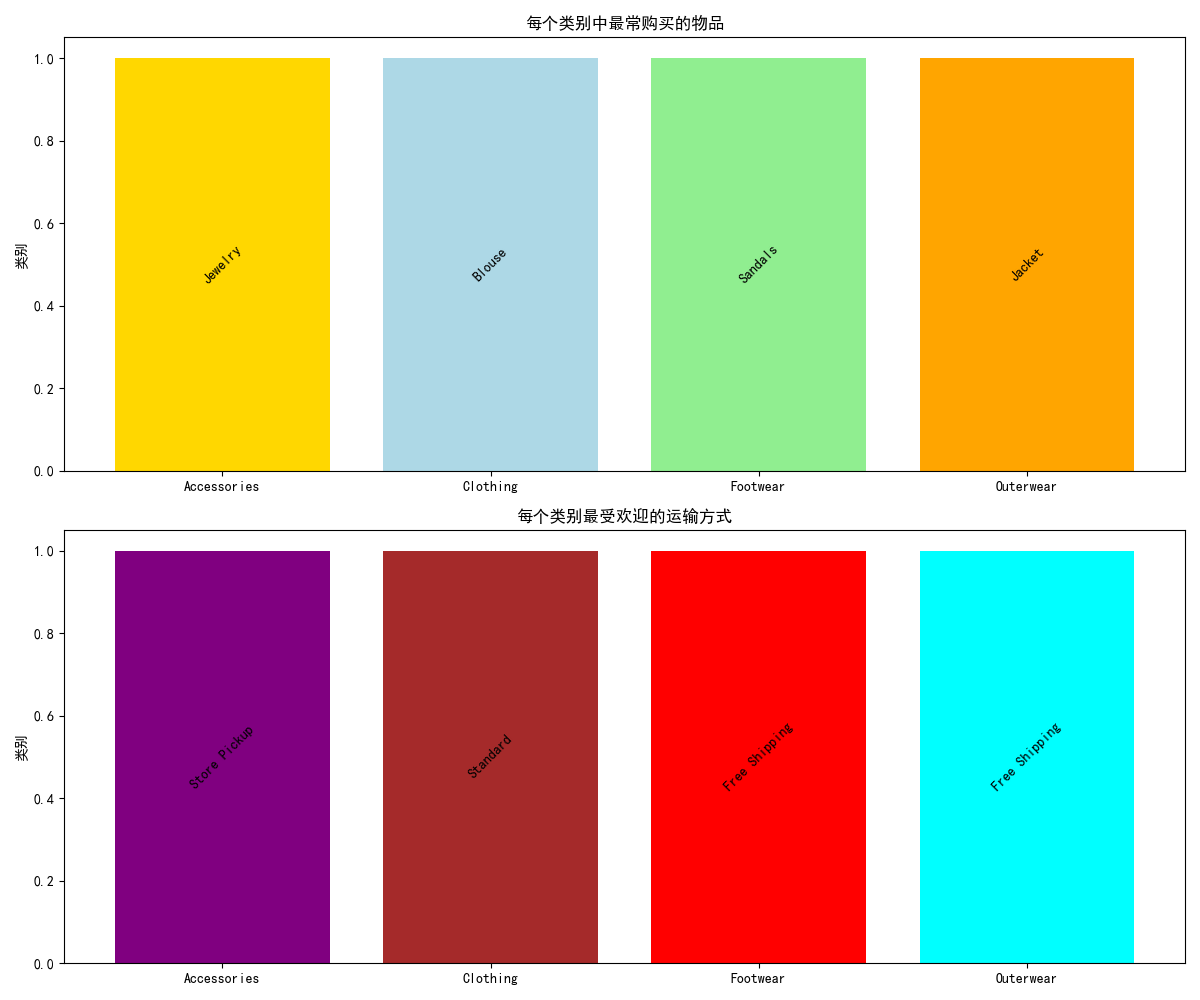 每个类别中最常购买的物品
类别
1.0
0.8
0.6
0.4
0.2
0.0
Jewelry
Blouse
Sandals
Jacket
Accessories
Clothing
Footwear
Outerwear
每个类别最受欢迎的运输方式
类别
1.0
0.8
0.6
0.4
0.2
0.0
Store Pickup
Standard
Free Shipping
Free Shipping
Accessories
Clothing
Footwear
Outerwear